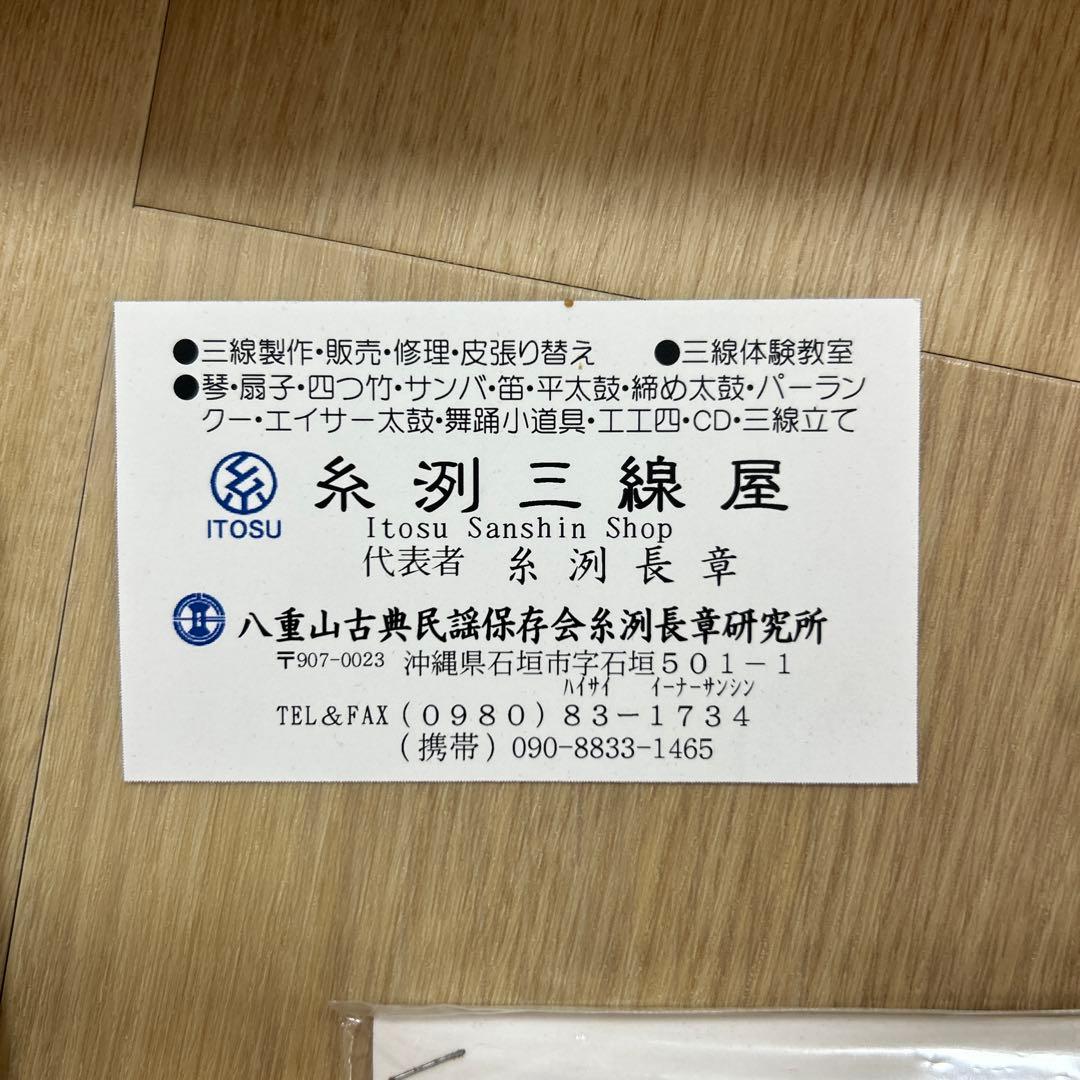 ●三線製作・販売・修理・皮張り替え ●三線体験教室
●琴・扇子・四つ竹・サンバ・笛・平太鼓・締め太鼓・パーラン
クー・エイサー太鼓・舞踊小道具・工工四・CD・三線立て
糸洌三線屋
ITOSU
Itosu Sanshin Shop
代表者 糸洌長章
八重山古典民謡保存会糸洌長章研究所
〒907-0023 沖縄県石垣市字石垣501-1
ハイサイ イーナーサンシン
TEL&FAX(0980)83-1734
(携帯)090-8833-1465